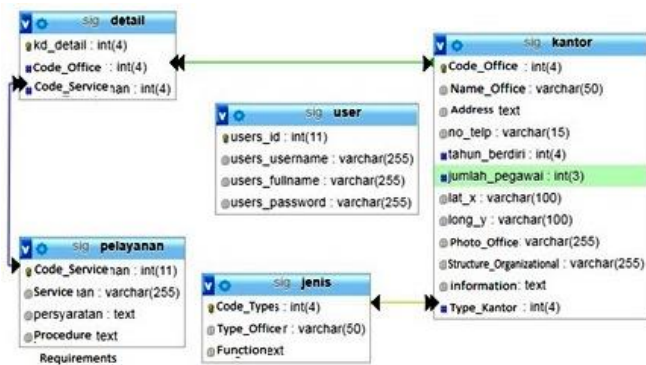 sig detail
kd_detail : int(4)
Code_Office : int(4)
Code_Service nan : int(4)
sig kantor
Code_Office : int(4)
Name_Office : varchar(50)
Address text
no_telp : varchar(15)
tahun_berdiri : int(4)
jumlah_pegawai : int(3)
lat_x : varchar(100)
long_y : varchar(100)
Photo_Office : varchar(255)
Structure_Organizational : varchar(255)
information : text
Type_Kantor : int(4)
sig user
users_id : int(11)
users_username : varchar(255)
users_fullname : varchar(255)
users_password : varchar(255)
sig pelayanan
Code_Service nan : int(11)
Service nan : varchar(255)
persyaratan : text
Procedure : text
Requirements
sig jenis
Code_Types : int(4)
Type_Officer : varchar(50)
Functionext